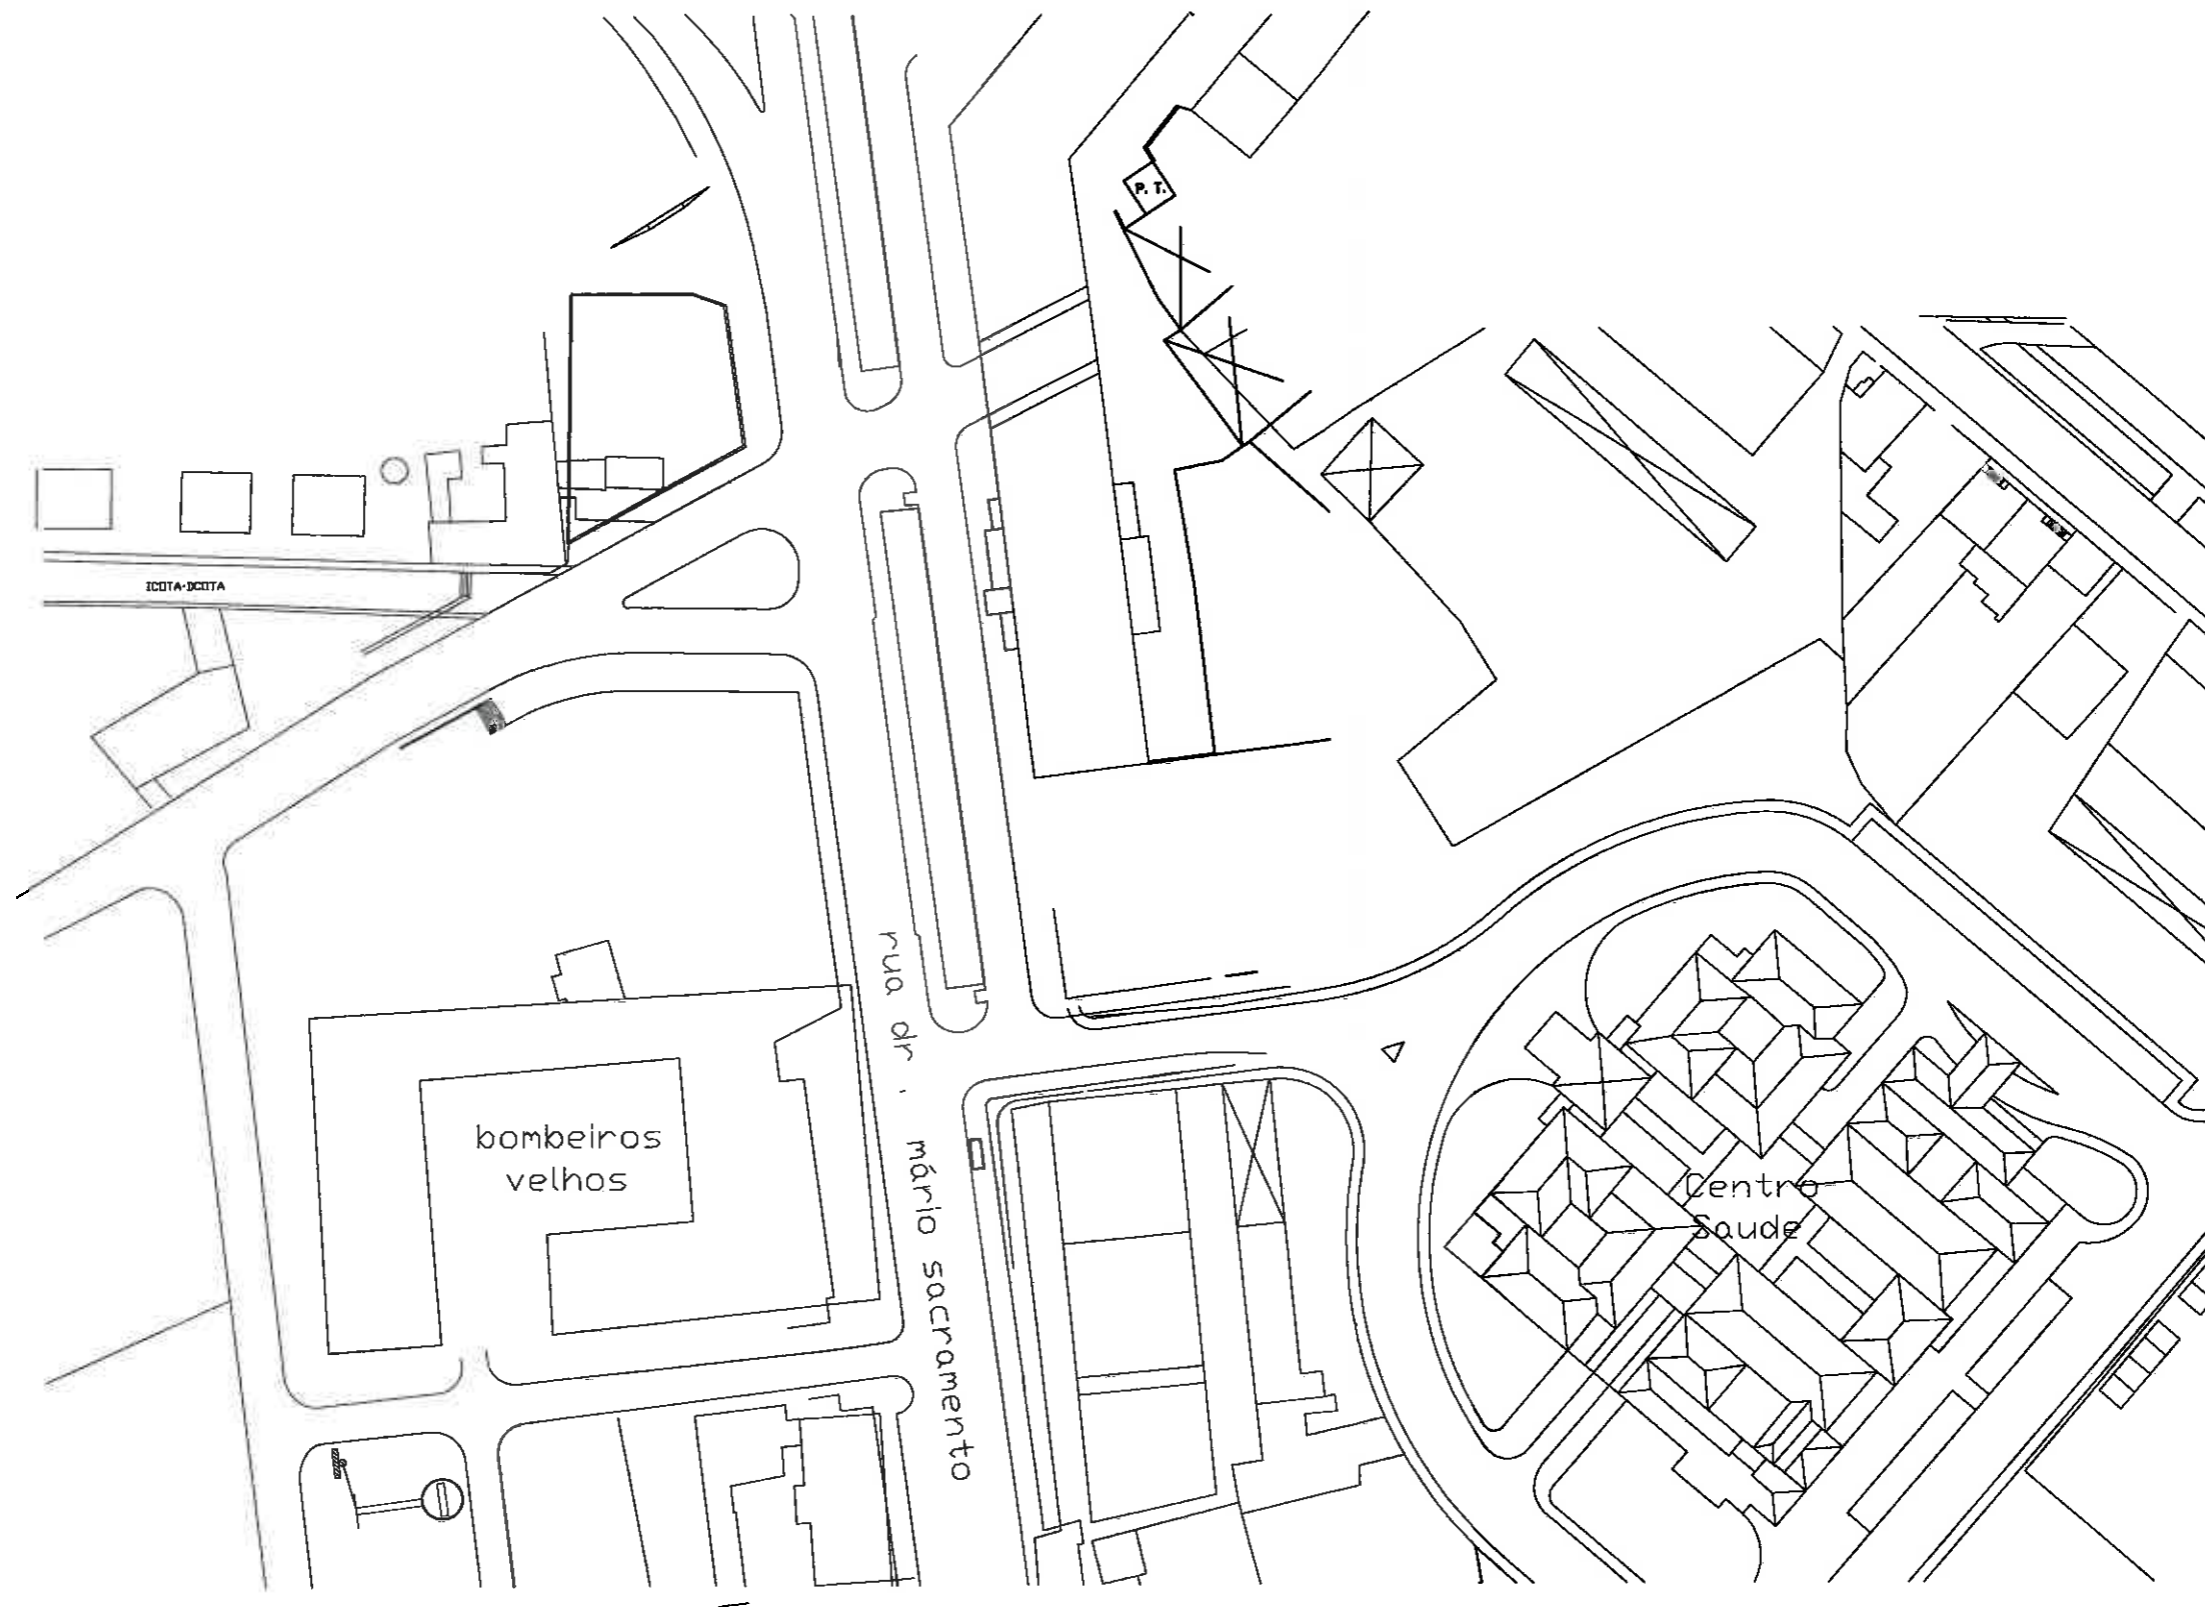 P. T.
ICOTA-DCOTA
rua dr. mário sacramento
bombeiros
velhos
Centro
Saude